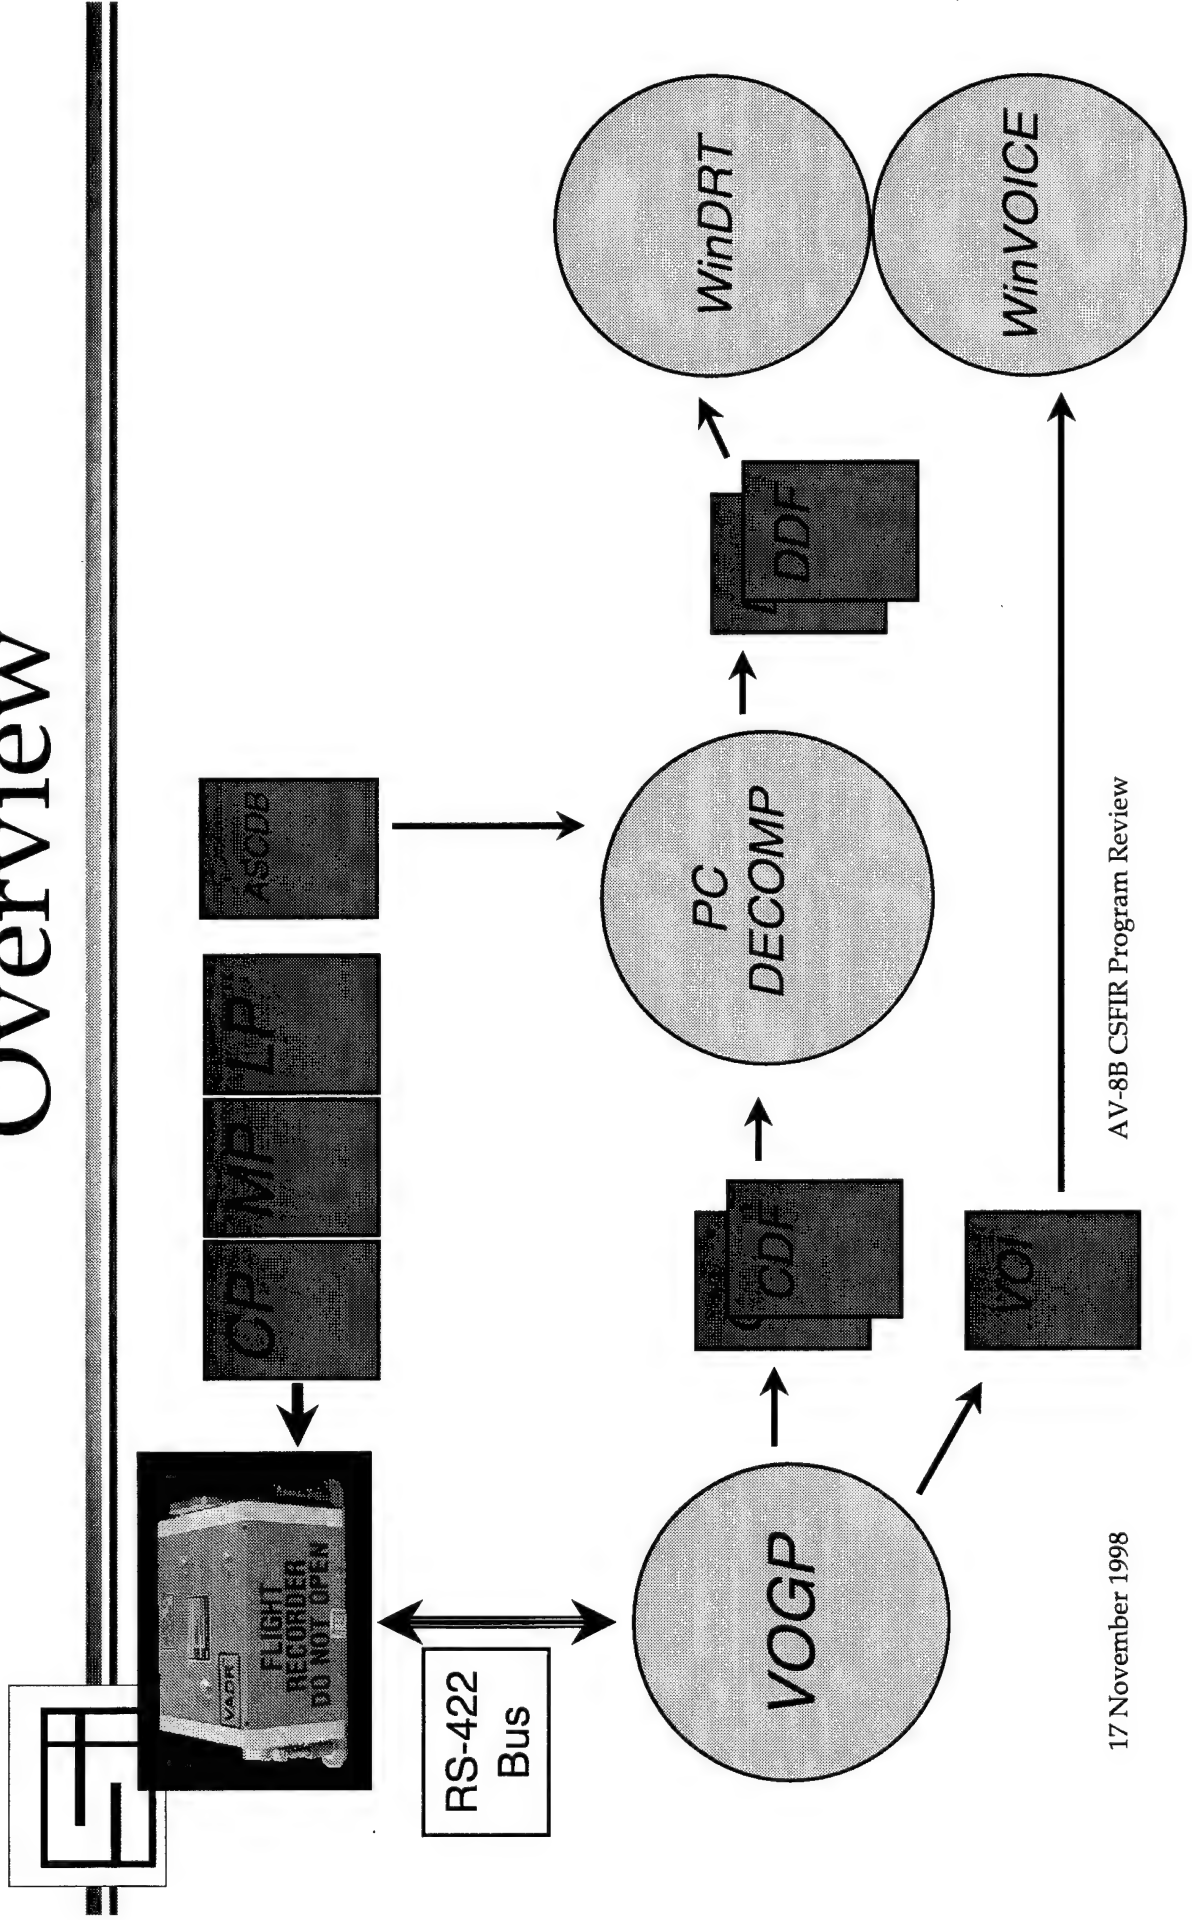 Overview
VADR
FLIGHT
RECORDER
DO NOT OPEN
CP
MP
LP
ASCDB
RS-422
Bus
VOGP
CDF
VOI
PC
DECOMP
DDF
WinDRT
WinVOICE
17 November 1998
AV-8B CSFIR Program Review